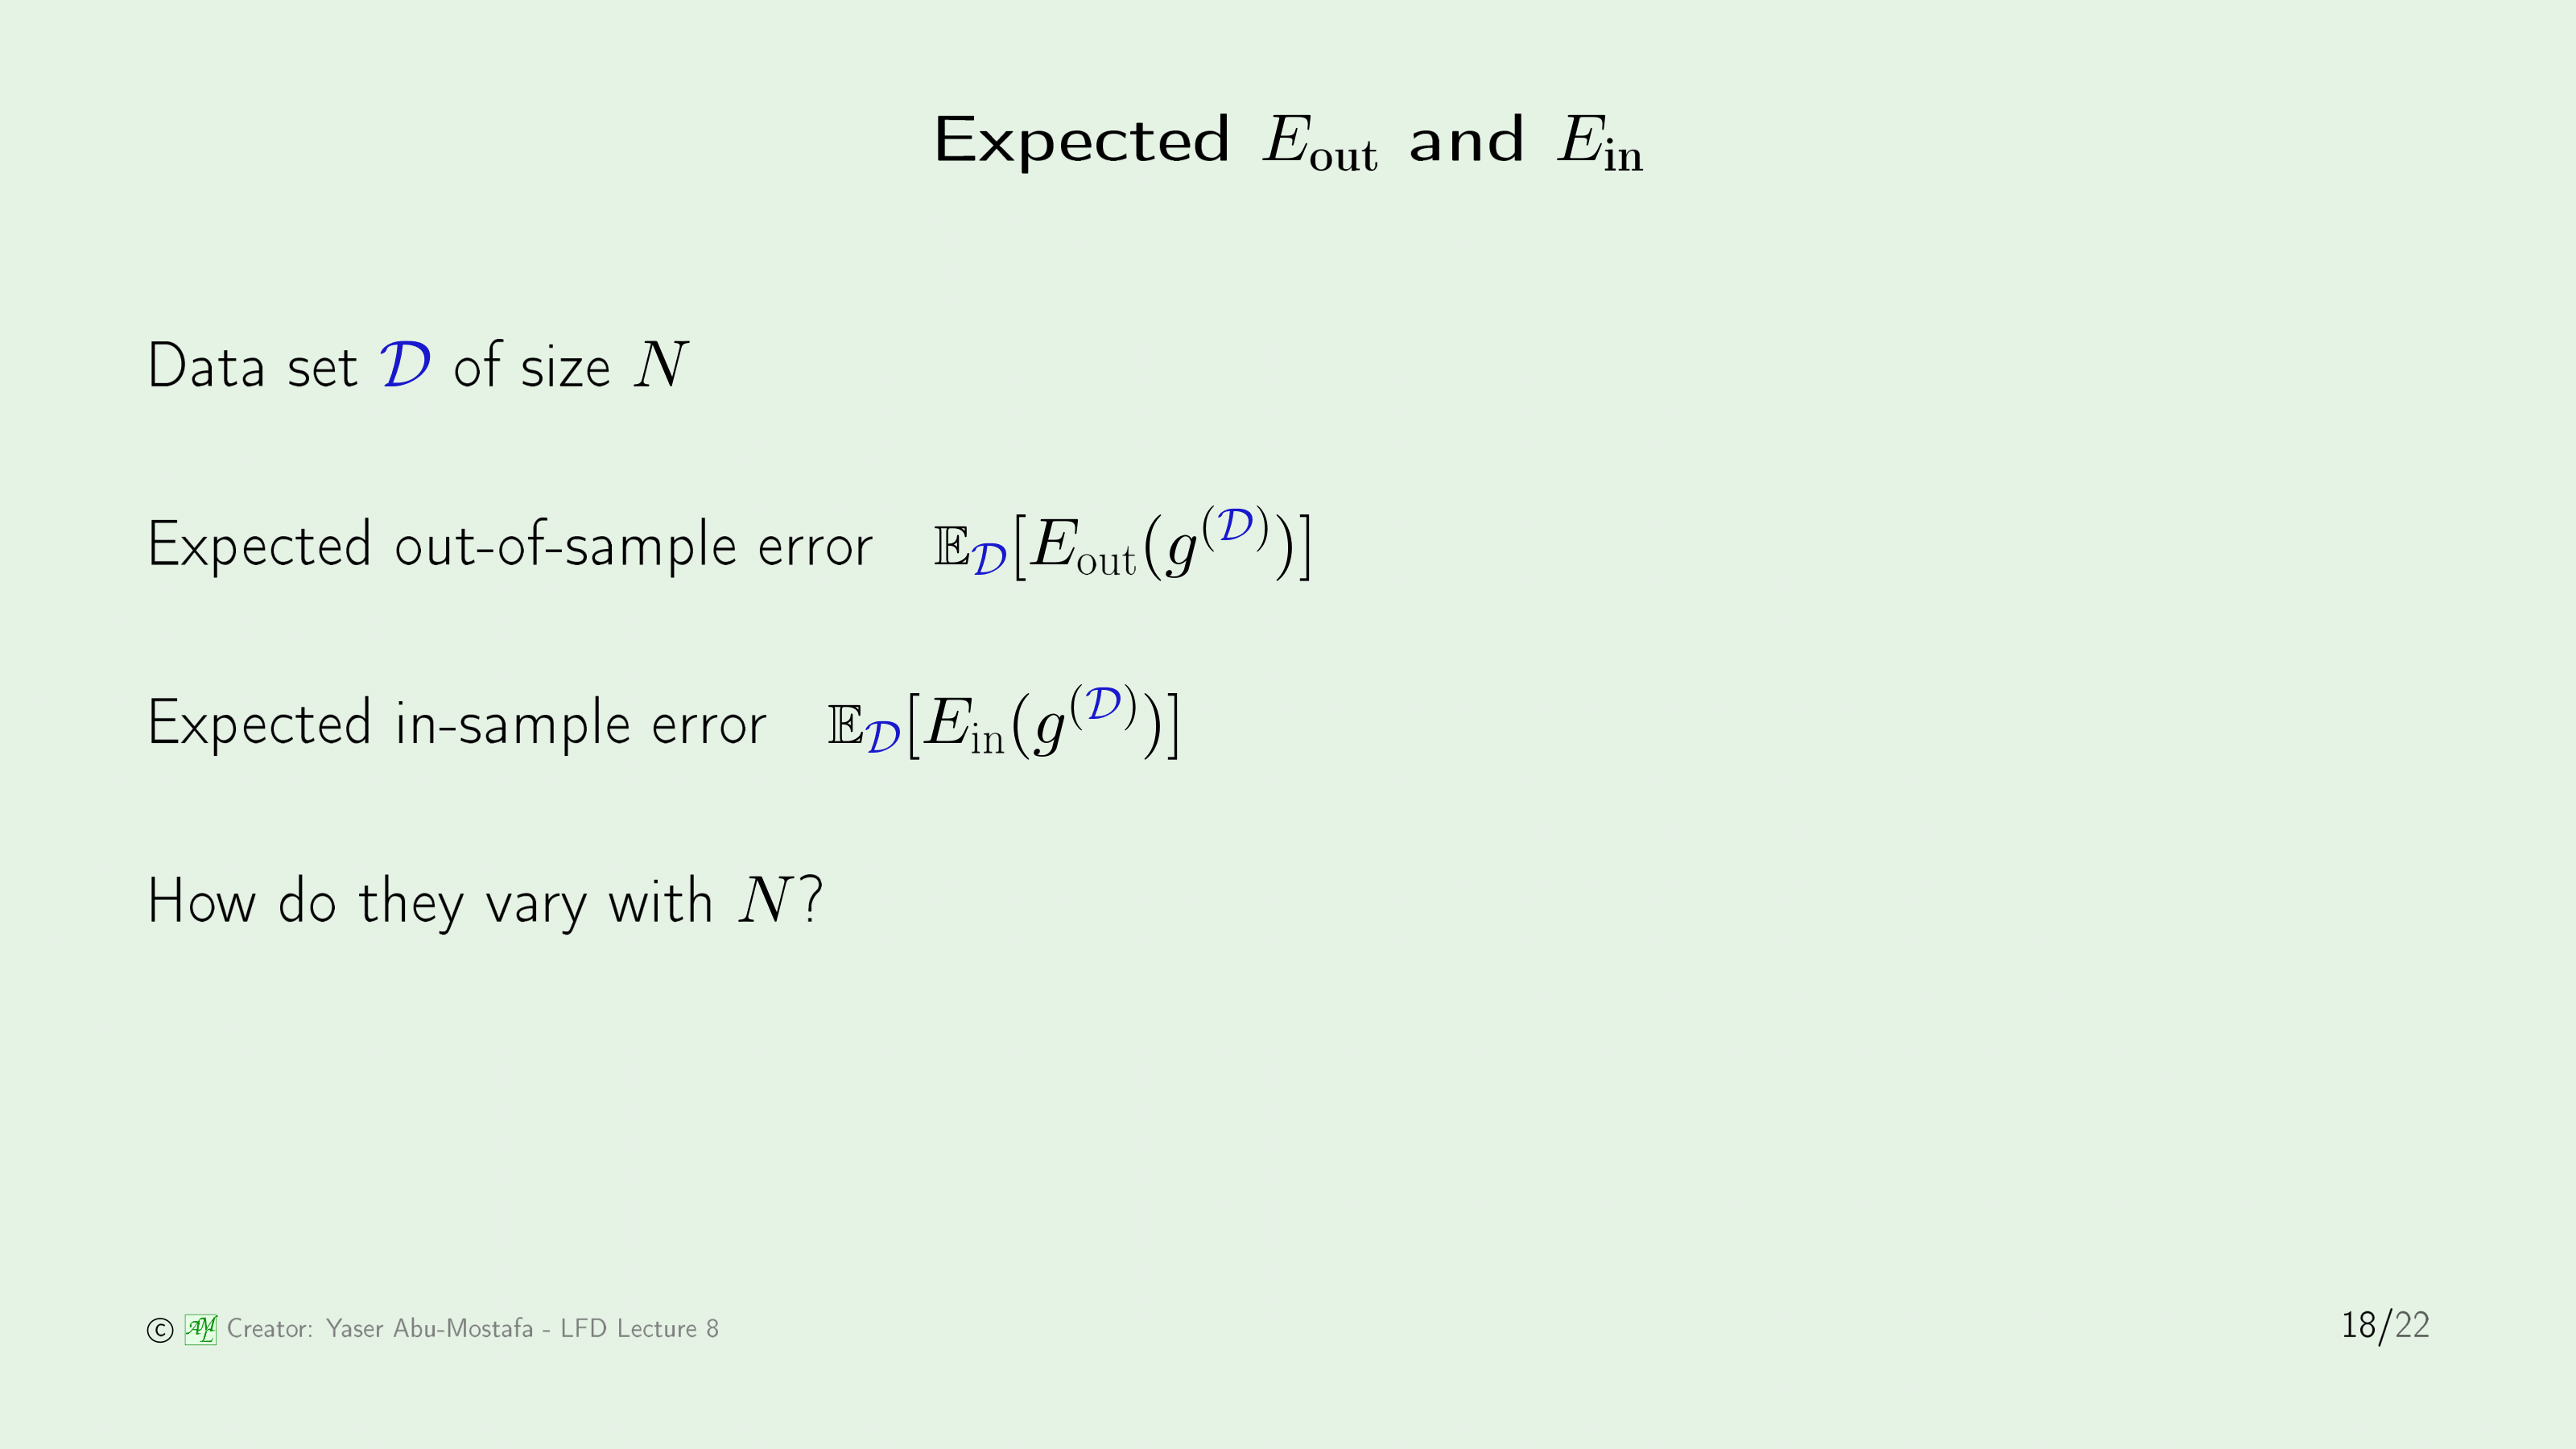 Expected $E_{\text{out}}$ and $E_{\text{in}}$
Data set $\mathcal{D}$ of size $N$
Expected out-of-sample error $\mathbb{E}_{\mathcal{D}}[E_{\text{out}}(g^{(\mathcal{D})})]$
Expected in-sample error $\mathbb{E}_{\mathcal{D}}[E_{\text{in}}(g^{(\mathcal{D})})]$
How do they vary with $N$?
© AML Creator: Yaser Abu-Mostafa - LFD Lecture 8
18/22